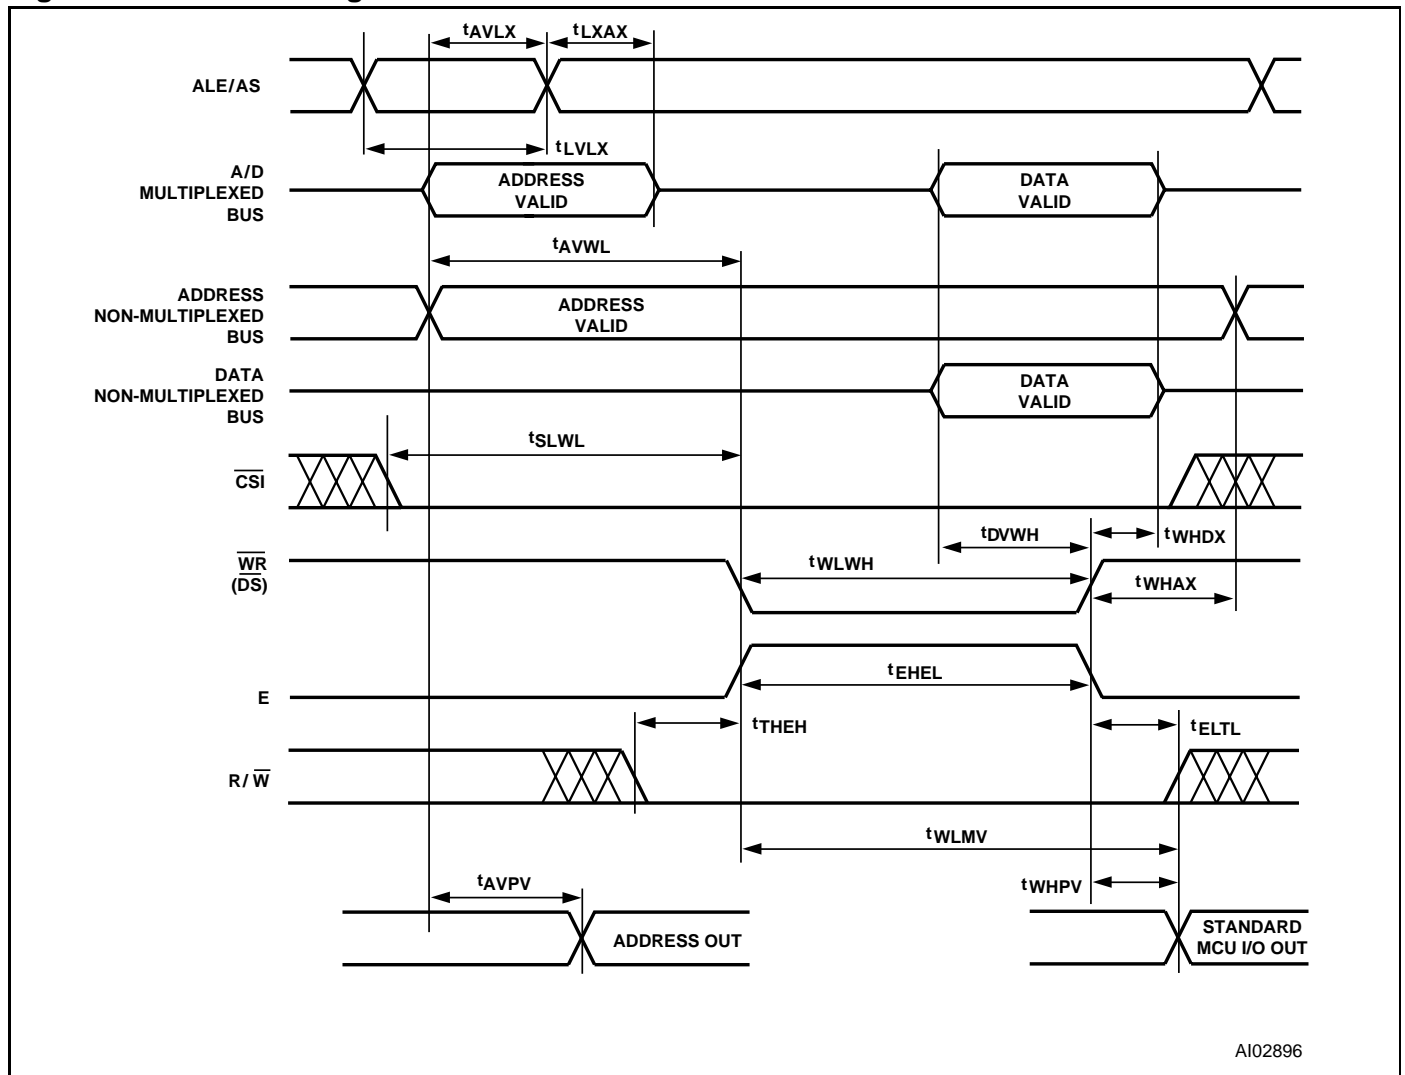 tAVLX
tLXAX
ALE/AS
tLVLX
A/D
MULTIPLEXED
BUS
ADDRESS
VALID
DATA
VALID
tAVWL
ADDRESS
NON-MULTIPLEXED
BUS
ADDRESS
VALID
DATA
NON-MULTIPLEXED
BUS
DATA
VALID
tSLWL
CSI
tDVWH
tWHDX
WR
(DS)
tWLWH
tWHAX
tEHEL
E
tTHEH
tELTL
R/W
tWLMV
tAVPV
tWHPV
ADDRESS OUT
STANDARD
MCU I/O OUT
AI02896